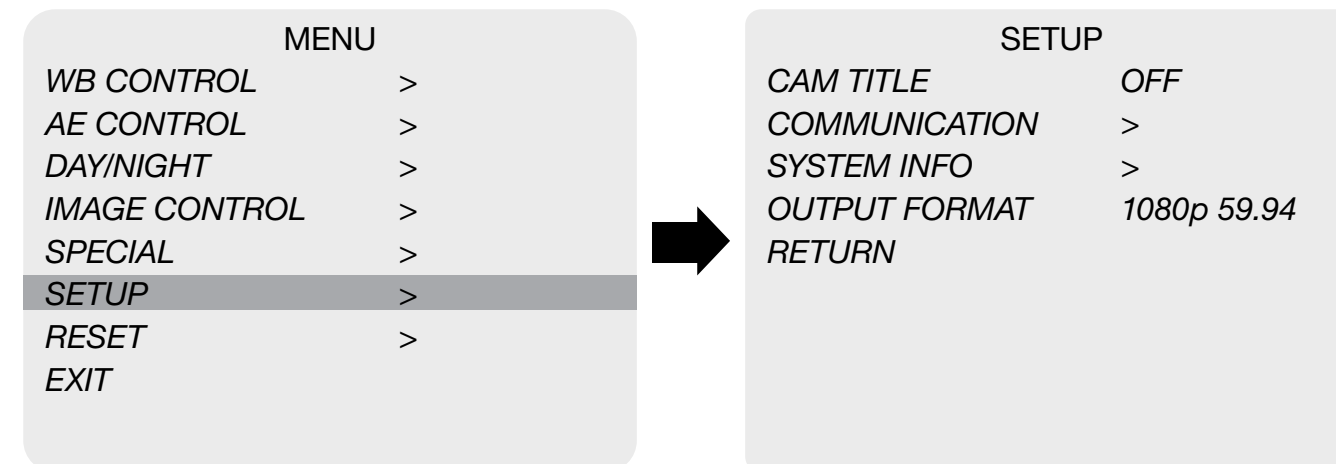 MENU
WB CONTROL >
AE CONTROL >
DAY/NIGHT >
IMAGE CONTROL >
SPECIAL >
SETUP >
RESET >
EXIT
SETUP
CAM TITLE OFF
COMMUNICATION >
SYSTEM INFO >
OUTPUT FORMAT 1080p 59.94
RETURN